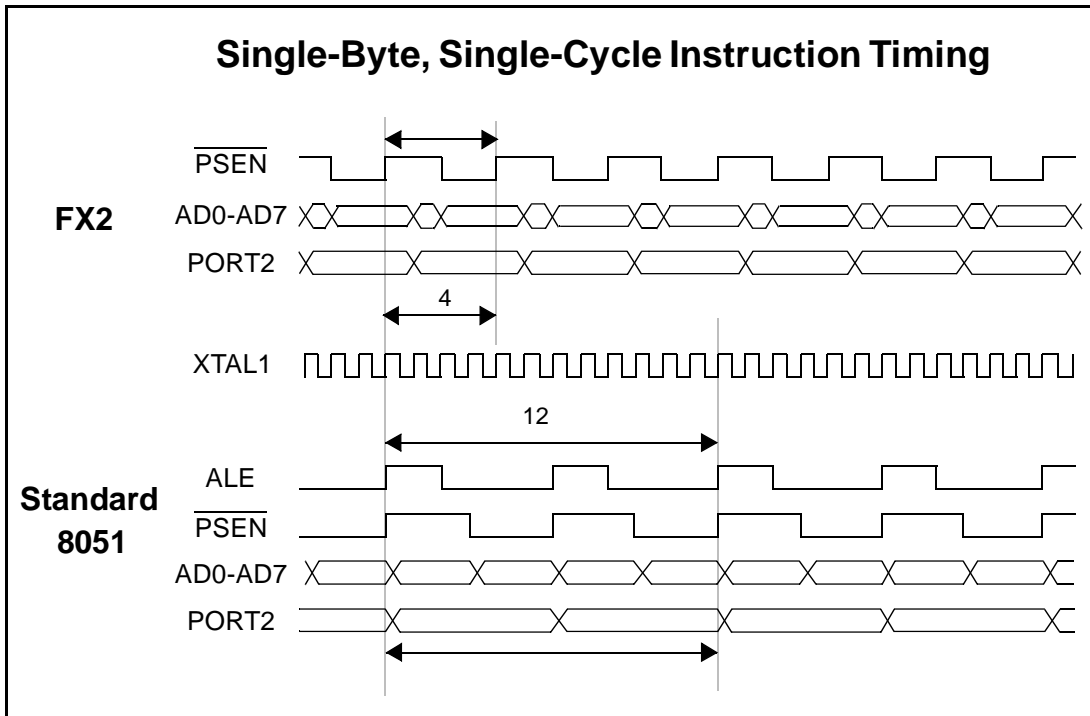 Single-Byte, Single-Cycle Instruction Timing
PSEN
FX2
AD0-AD7
PORT2
4
XTAL1
12
ALE
Standard
8051
PSEN
AD0-AD7
PORT2